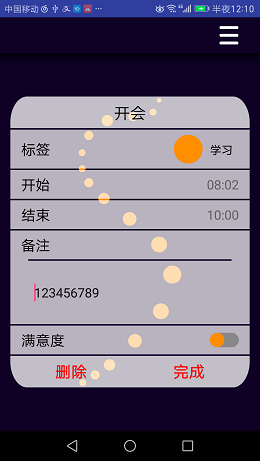 中国移动 半夜12:10
开会
标签 学习
开始 08:02
结束 10:00
备注
123456789
满意度
删除 完成